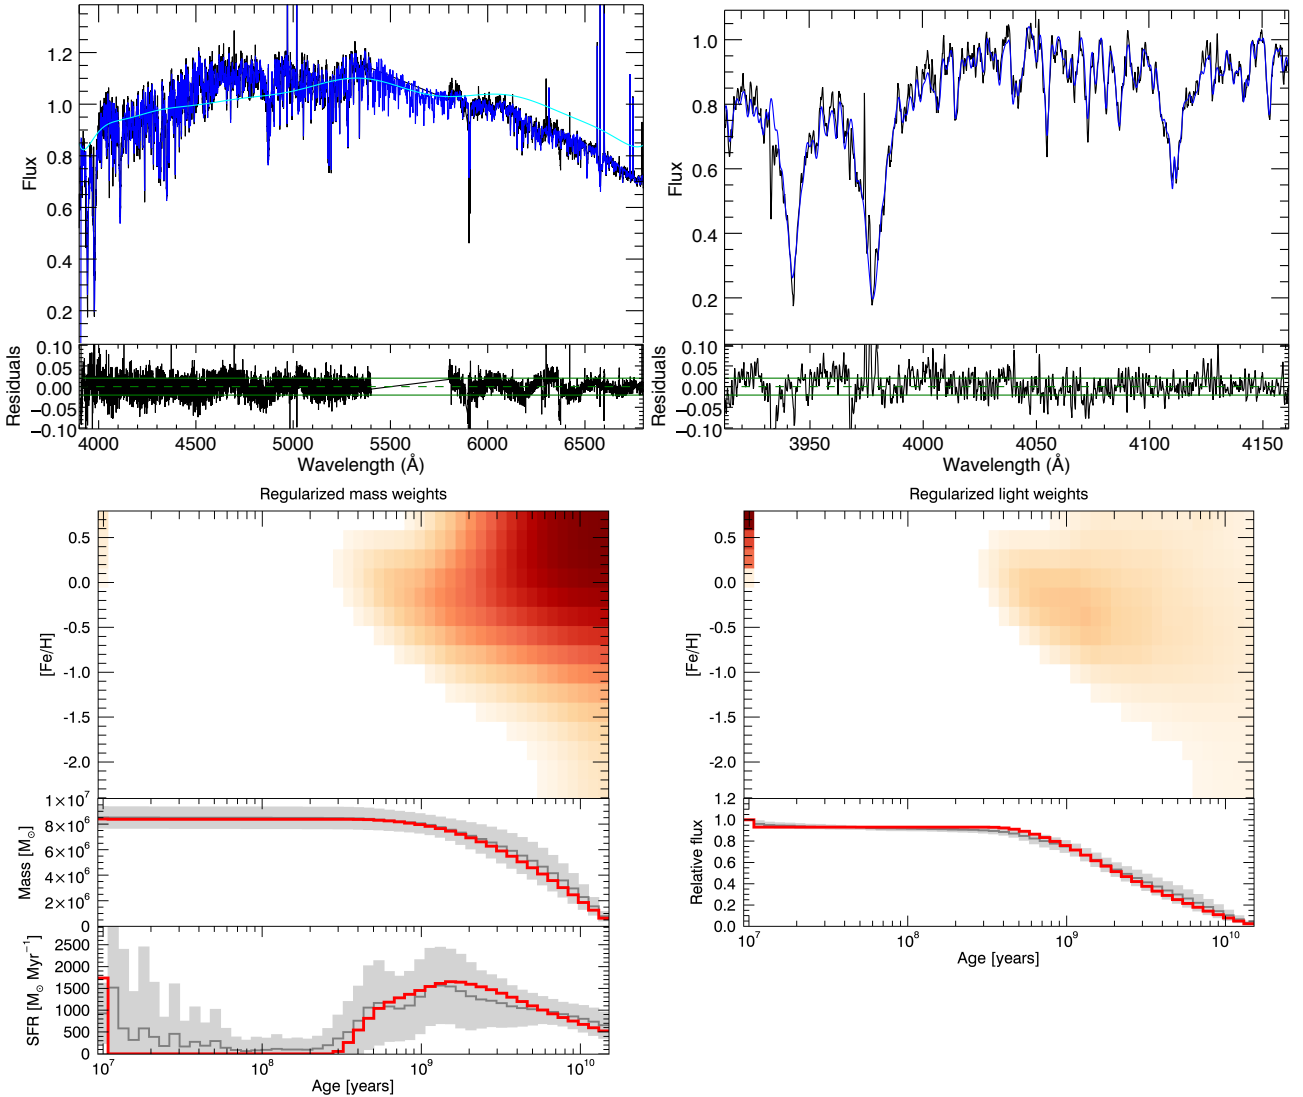 1.2
1.0
0.8
0.6
0.4
0.2
Flux
0.10
0.05
0.00
−0.05
−0.10
Residuals
4000 4500 5000 5500 6000 6500
Wavelength (Å)
1.0
0.8
0.6
0.4
0.2
Flux
0.10
0.05
0.00
−0.05
−0.10
Residuals
3950 4000 4050 4100 4150
Wavelength (Å)
Regularized mass weights
0.5
0.0
-0.5
-1.0
-1.5
-2.0
[Fe/H]
1×10⁷
8×10⁶
6×10⁶
4×10⁶
2×10⁶
0
Mass [M☉]
2500
2000
1500
1000
500
0
SFR [M☉ Myr⁻¹]
10⁷ 10⁸ 10⁹ 10¹⁰
Age [years]
Regularized light weights
0.5
0.0
-0.5
-1.0
-1.5
-2.0
[Fe/H]
1.2
1.0
0.8
0.6
0.4
0.2
0.0
Relative flux
10⁷ 10⁸ 10⁹ 10¹⁰
Age [years]